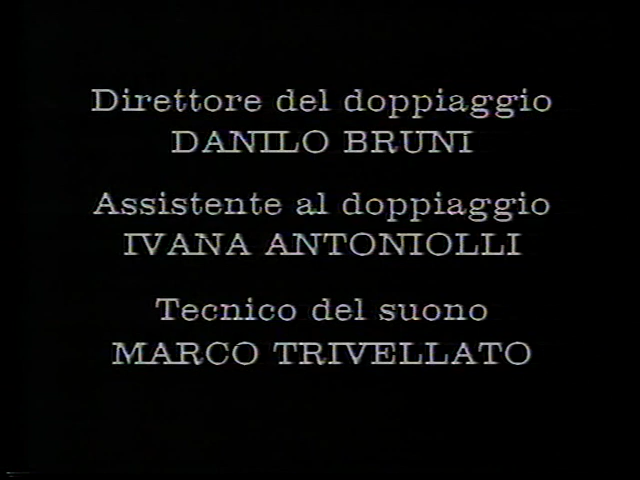 Direttore del doppiaggio
DANILO BRUNI
Assistente al doppiaggio
IVANA ANTONIOLLI
Tecnico del suono
MARCO TRIVELLATO